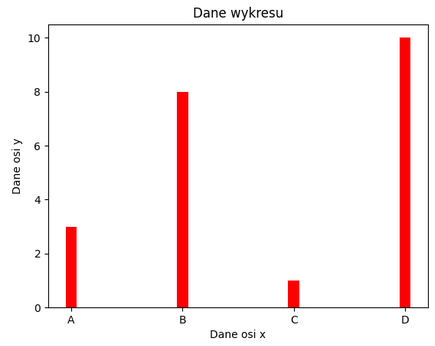 Dane wykresu
10
8
6
4
2
0
Dane osi y
A B C D
Dane osi x